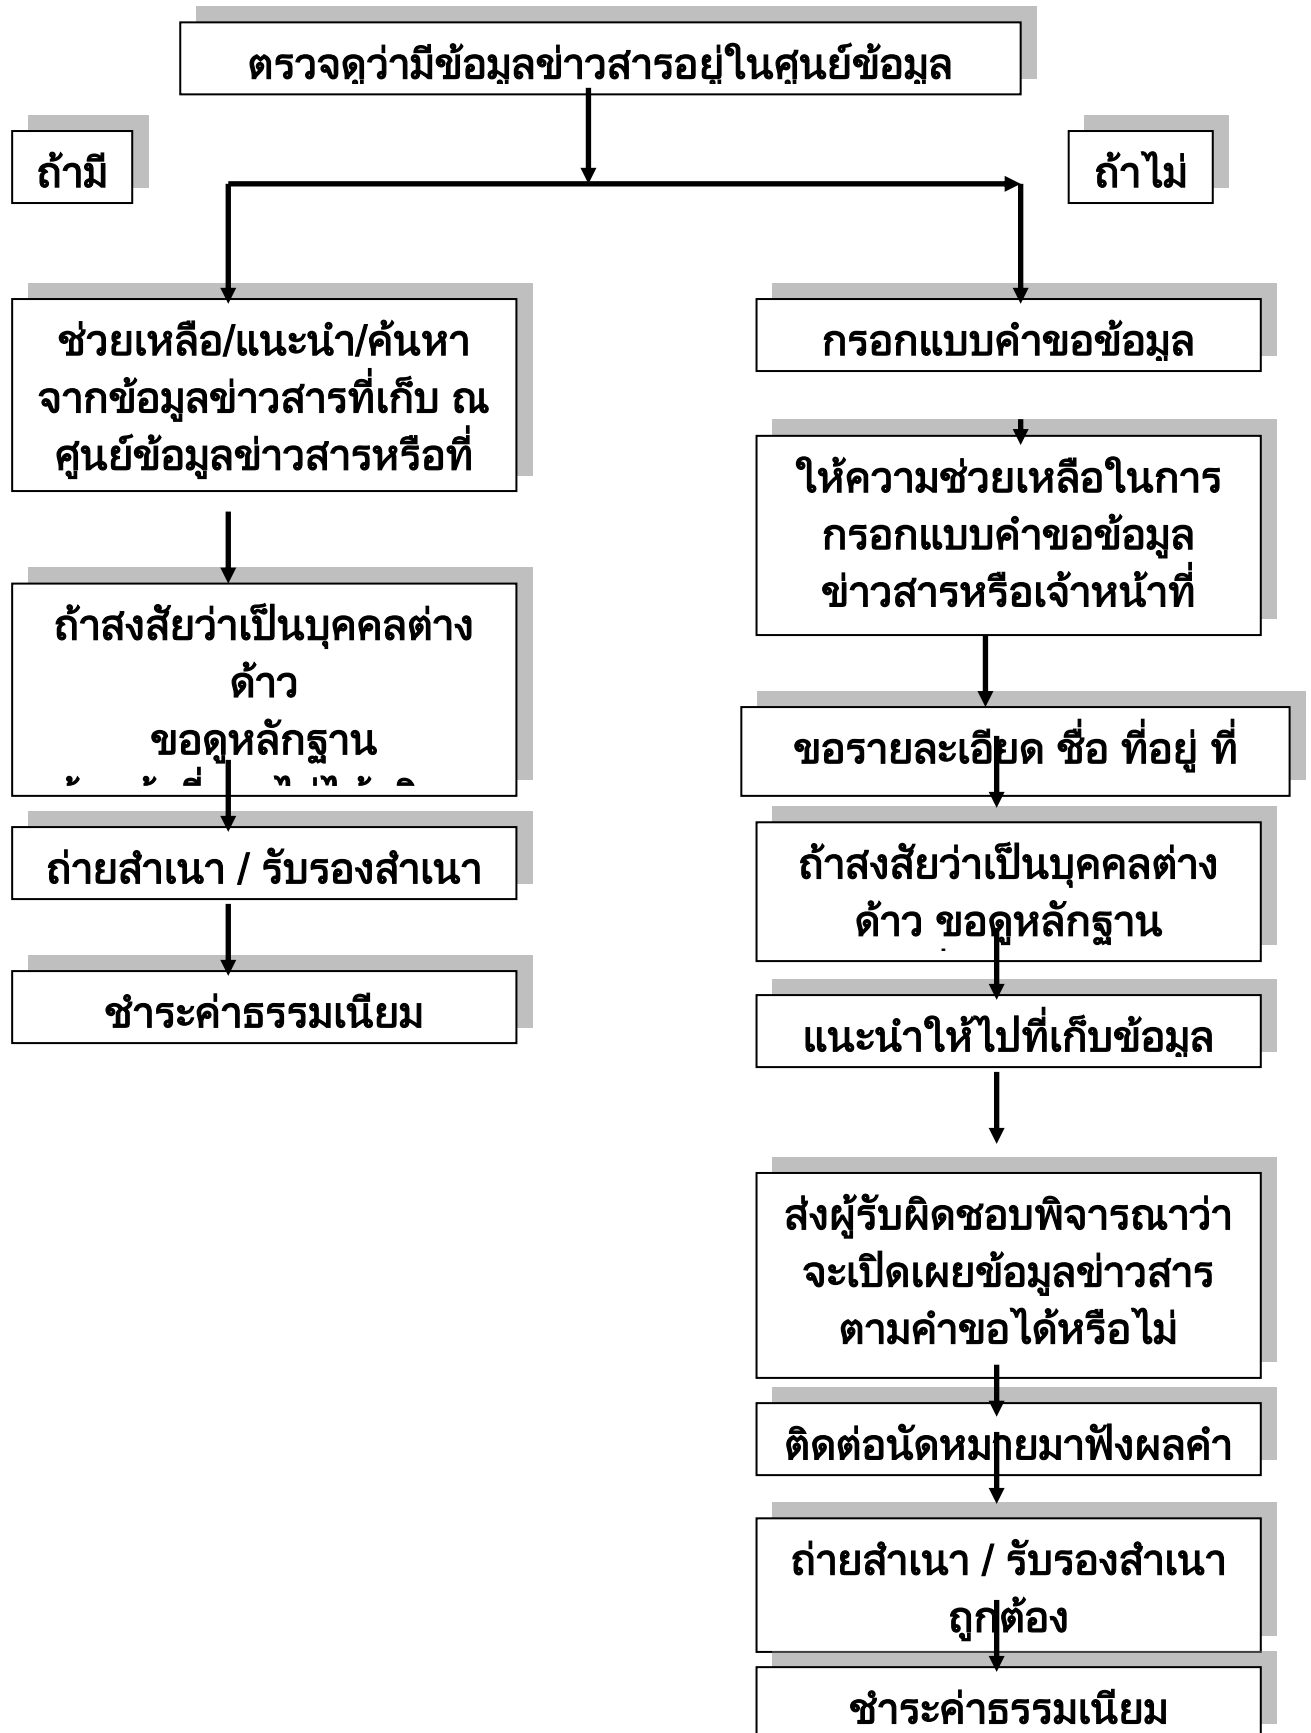 ตรวจดูว่ามีข้อมูลข่าวสารอยู่ในศูนย์ข้อมูล
ถ้ามี
ถ้าไม่
ช่วยเหลือ/แนะนำ/ค้นหา
จากข้อมูลข่าวสารที่เก็บ ณ
ศูนย์ข้อมูลข่าวสารหรือที่
ถ้าสงสัยว่าเป็นบุคคลต่าง
ด้าว
ขอดูหลักฐาน
ถ่ายสำเนา / รับรองสำเนา
ชำระค่าธรรมเนียม
กรอกแบบคำขอข้อมูล
ให้ความช่วยเหลือในการ
กรอกแบบคำขอข้อมูล
ข่าวสารหรือเจ้าหน้าที่
ขอรายละเอียด ชื่อ ที่อยู่ ที่
ถ้าสงสัยว่าเป็นบุคคลต่าง
ด้าว ขอดูหลักฐาน
แนะนำให้ไปที่เก็บข้อมูล
ส่งผู้รับผิดชอบพิจารณาว่า
จะเปิดเผยข้อมูลข่าวสาร
ตามคำขอได้หรือไม่
ติดต่อนัดหมายมาฟังผลคำ
ถ่ายสำเนา / รับรองสำเนา
ถูกต้อง
ชำระค่าธรรมเนียม